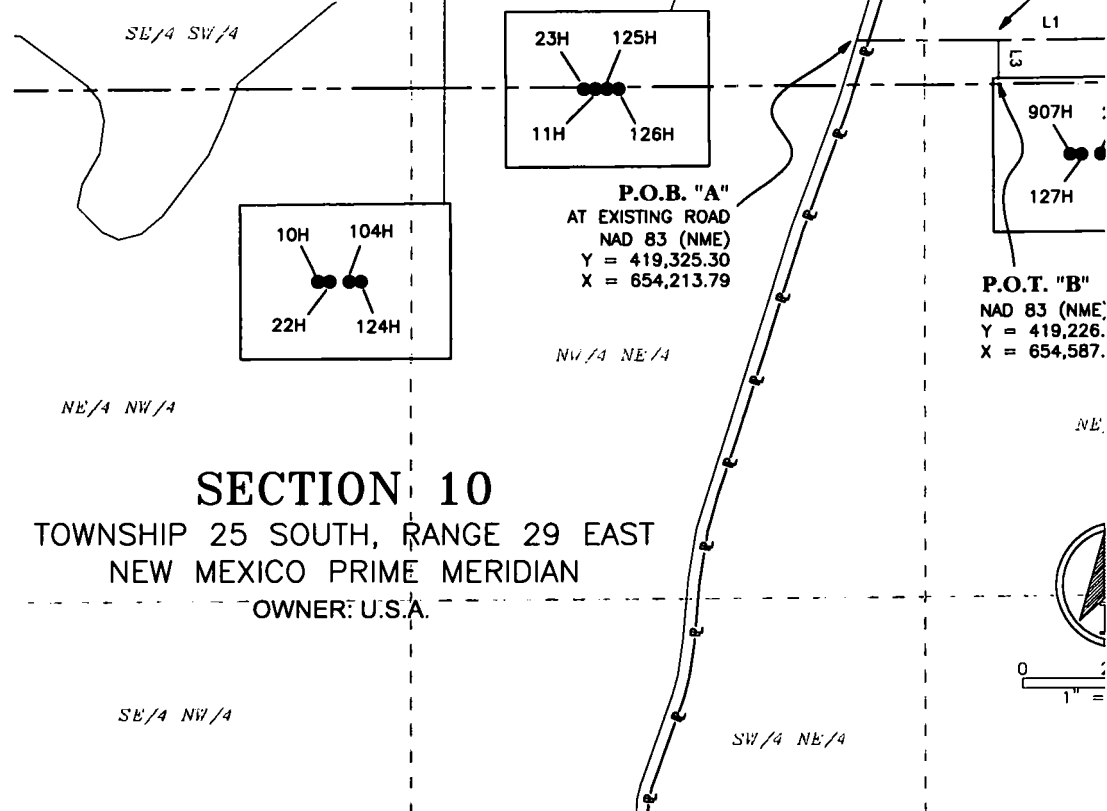 SE/4 SW/4
23H 125H
11H 126H
L1
L3
907H
127H
P.O.B. "A"
AT EXISTING ROAD
NAD 83 (NME)
Y = 419,325.30
X = 654,213.79
10H 104H
22H 124H
P.O.T. "B"
NAD 83 (NME)
Y = 419,226.
X = 654,587.
NW/4 NE/4
NE/4 NW/4
NE/
SECTION 10
TOWNSHIP 25 SOUTH, RANGE 29 EAST
NEW MEXICO PRIME MERIDIAN
OWNER: U.S.A.
0
1" =
SE/4 NW/4
SW/4 NE/4